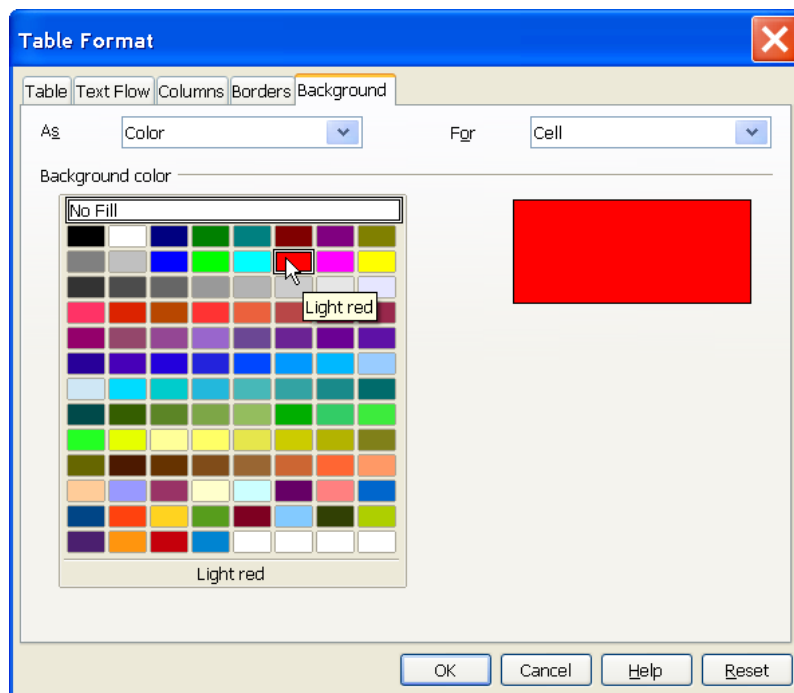 Table Format
Table Text Flow Columns Borders Background
As Color For Cell
Background color
No Fill
Light red
Light red
OK Cancel Help Reset